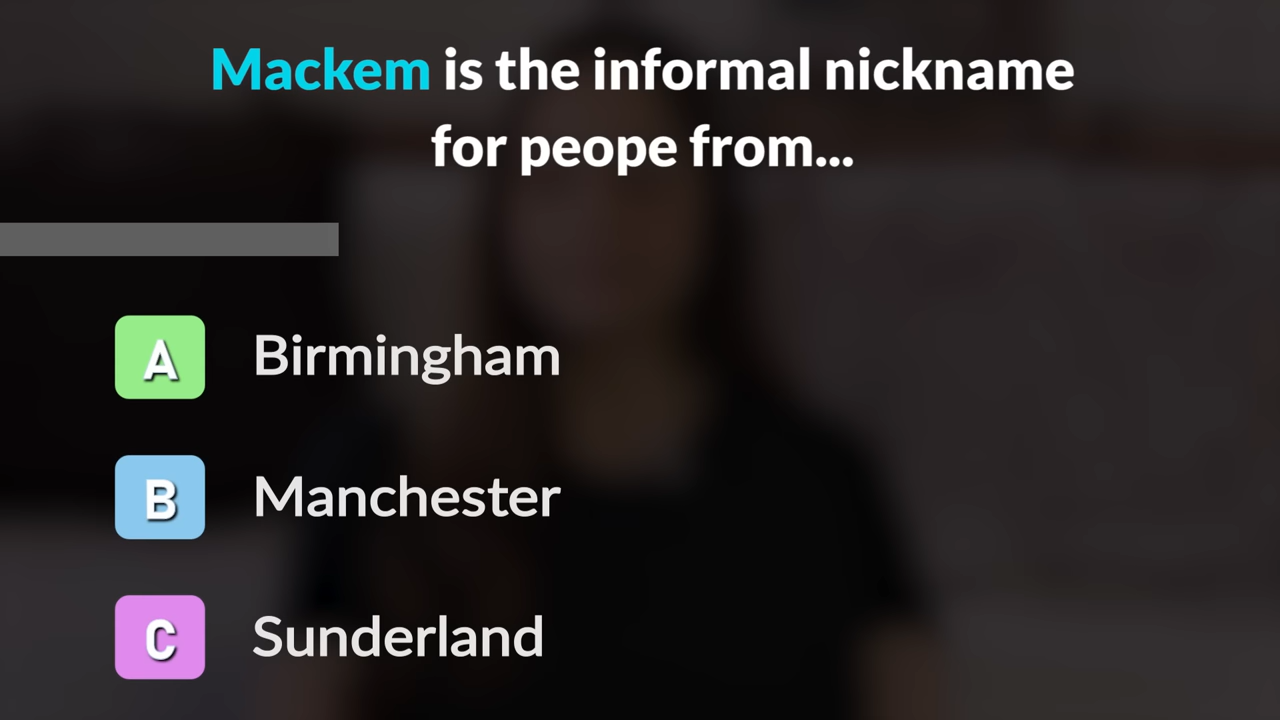 Mackem is the informal nickname
for peope from...
A Birmingham
B Manchester
C Sunderland